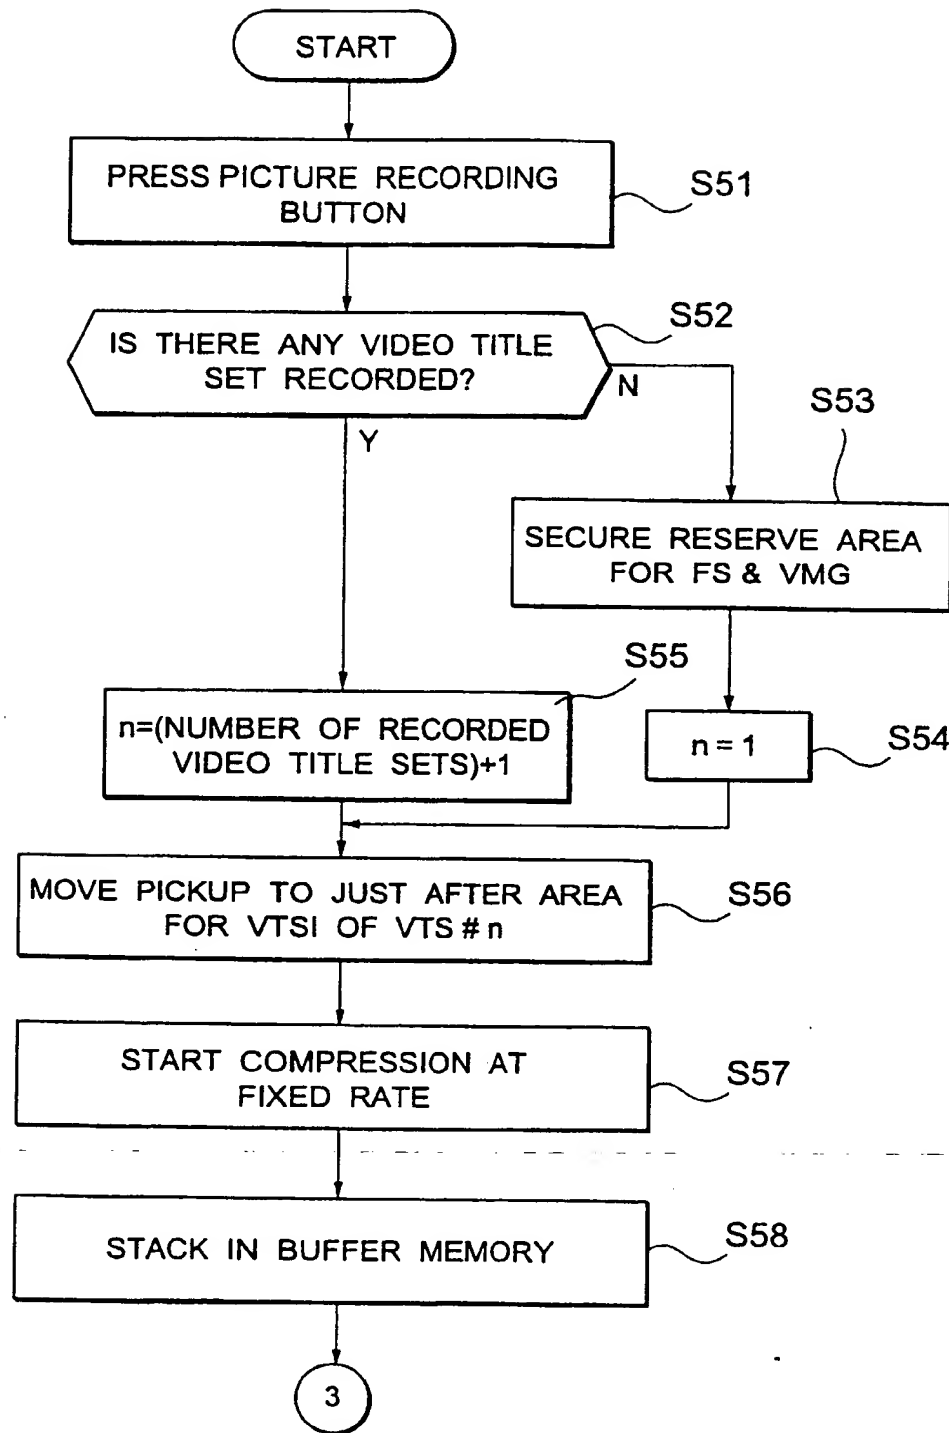 START
PRESS PICTURE RECORDING
BUTTON
S51
IS THERE ANY VIDEO TITLE
SET RECORDED?
S52
N
Y
S53
SECURE RESERVE AREA
FOR FS & VMG
S55
n=(NUMBER OF RECORDED
VIDEO TITLE SETS)+1
n = 1
S54
MOVE PICKUP TO JUST AFTER AREA
FOR VTSI OF VTS # n
S56
START COMPRESSION AT
FIXED RATE
S57
STACK IN BUFFER MEMORY
S58
3